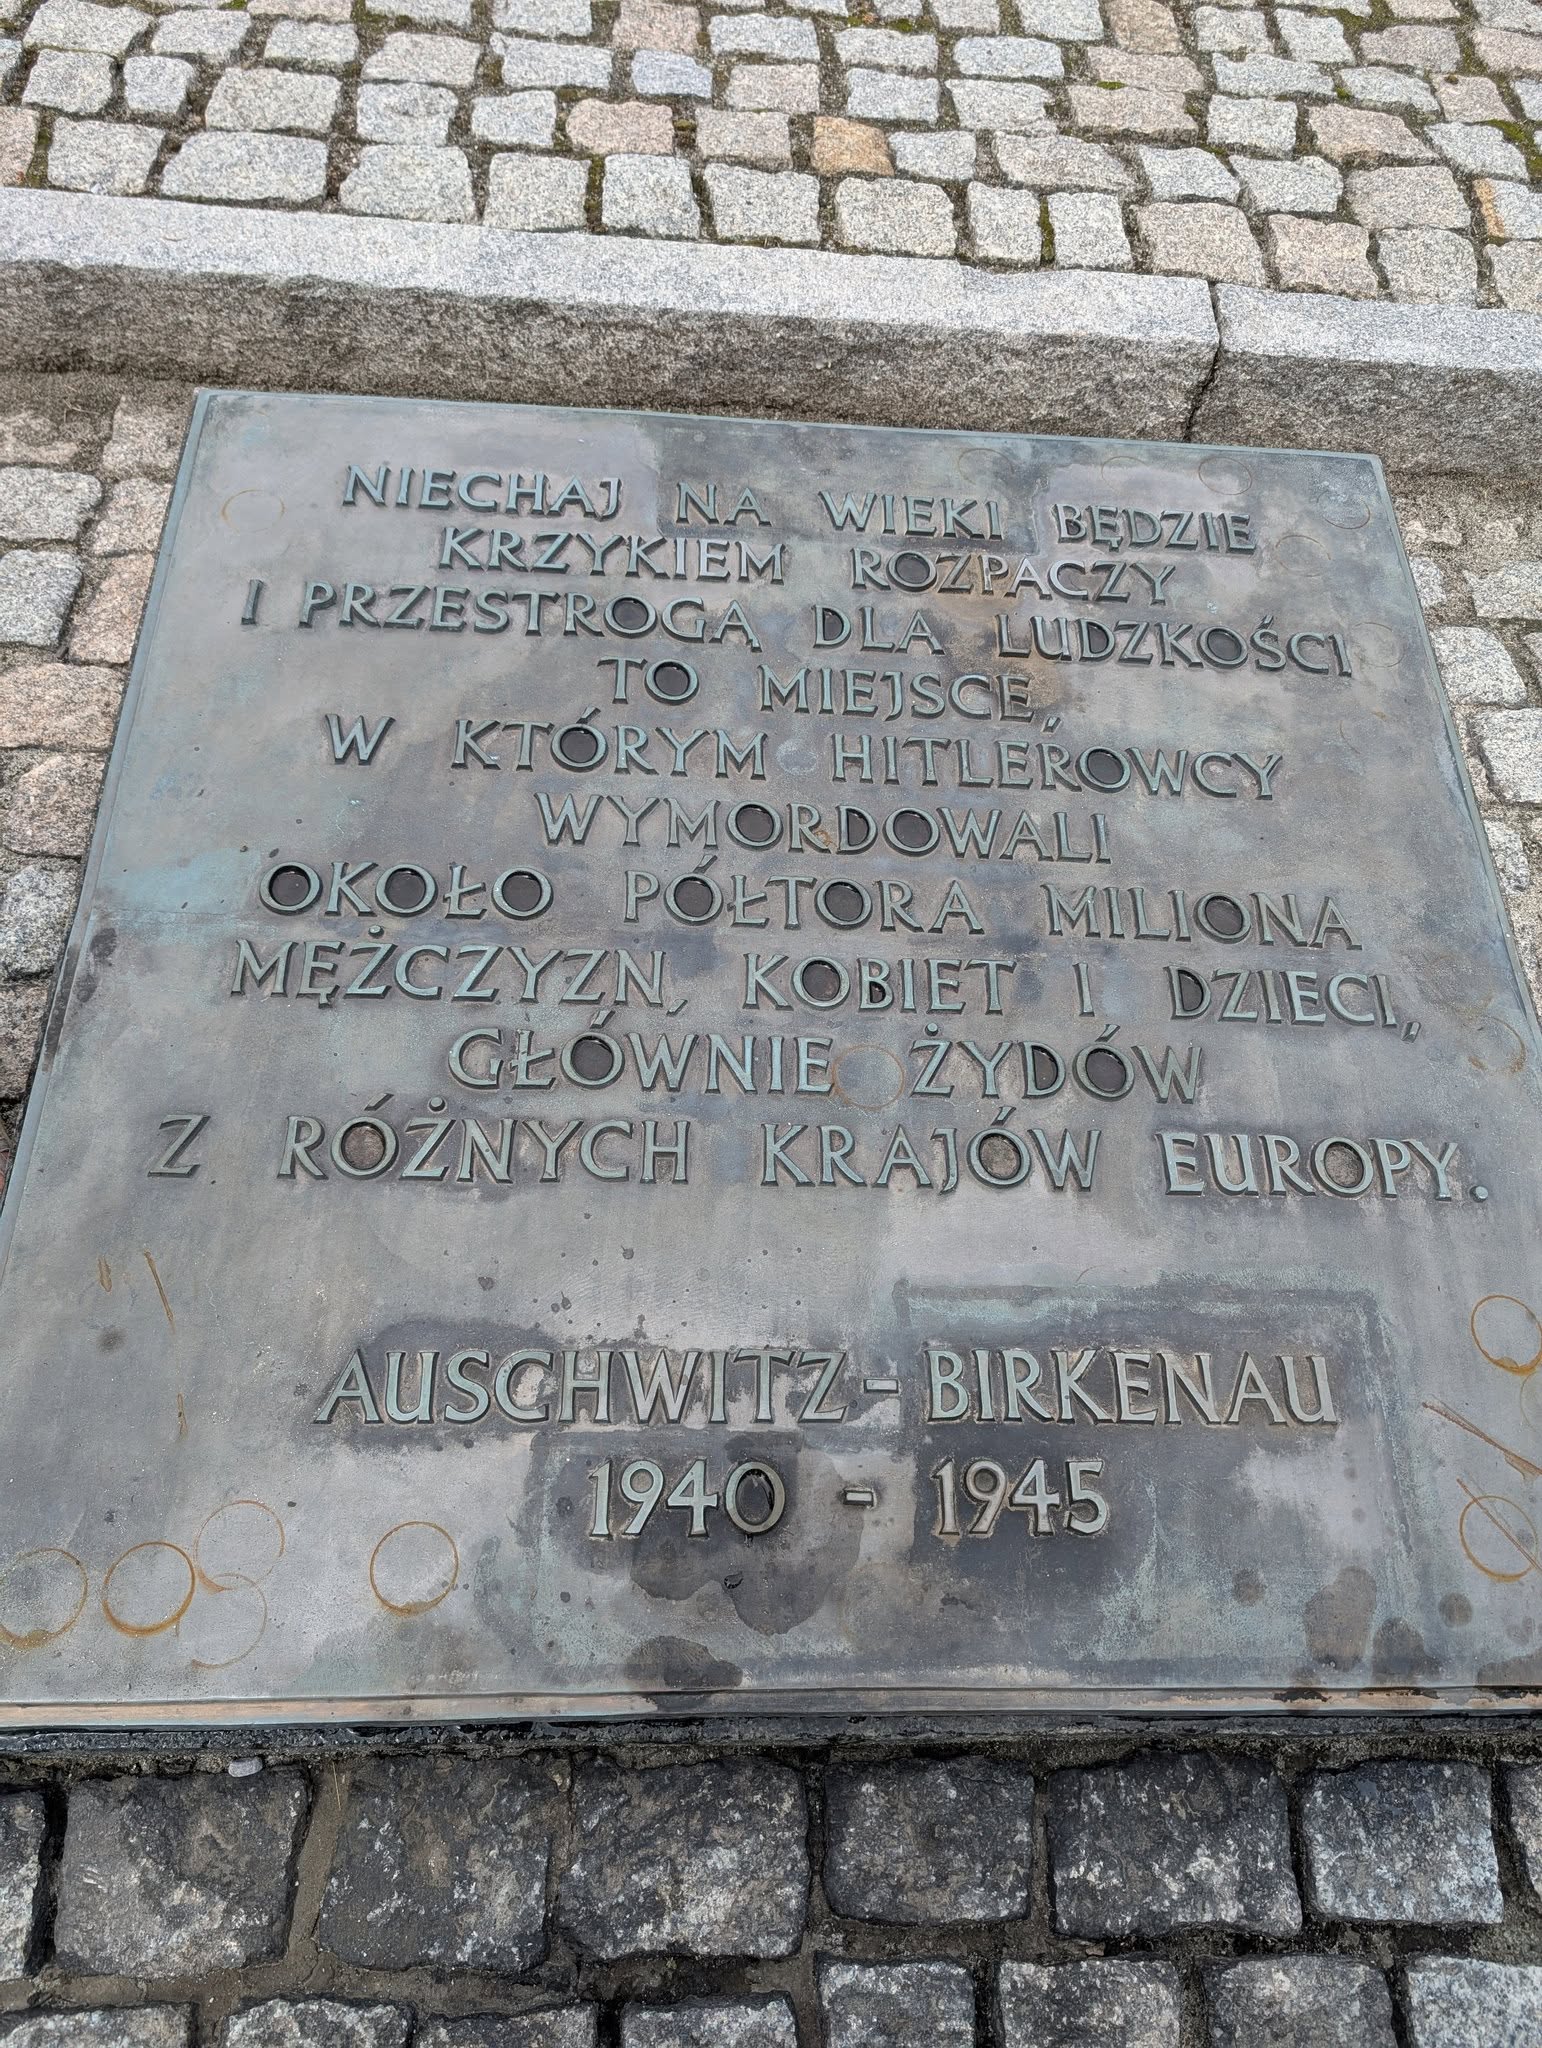 NIECHAJ NA WIEKI BĘDZIE
KRZYKIEM ROZPACZY
I PRZESTROGĄ DLA LUDZKOŚCI
TO MIEJSCE,
W KTÓRYM HITLEROWCY
WYMORDOWALI
OKOŁO PÓŁTORA MILIONA
MĘŻCZYZN, KOBIET I DZIECI,
GŁÓWNIE ŻYDÓW
Z RÓŻNYCH KRAJÓW EUROPY.
AUSCHWITZ-BIRKENAU
1940 - 1945